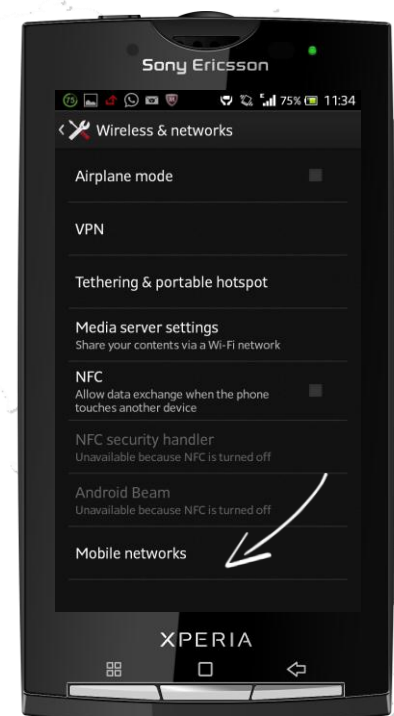 Sony Ericsson
75 75% 11:34
Wireless & networks
Airplane mode
VPN
Tethering & portable hotspot
Media server settings
Share your contents via a Wi-Fi network
NFC
Allow data exchange when the phone
touches another device
NFC security handler
Unavailable because NFC is turned off
Android Beam
Unavailable because NFC is turned off
Mobile networks
XPERIA